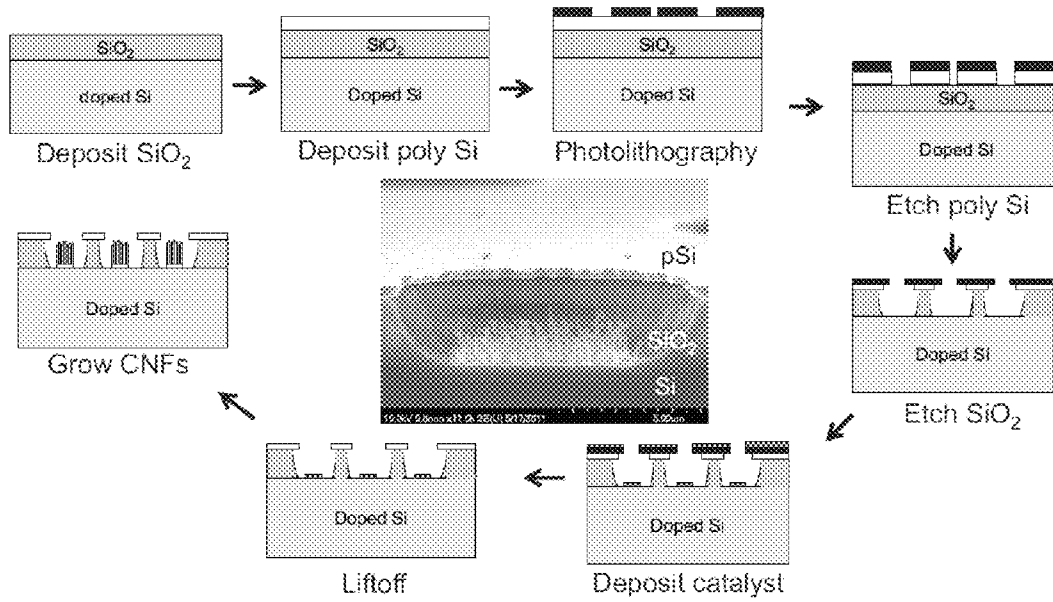 SiO2
doped Si
Deposit SiO2
Doped Si
SiO2
Deposit poly Si
SiO2
Doped Si
Photolithography
SiO2
Doped Si
Etch poly Si
Doped Si
Etch SiO2
Doped Si
Deposit catalyst
Doped Si
Liftoff
Doped Si
Grow CNFs
pSi
SiO2
Si